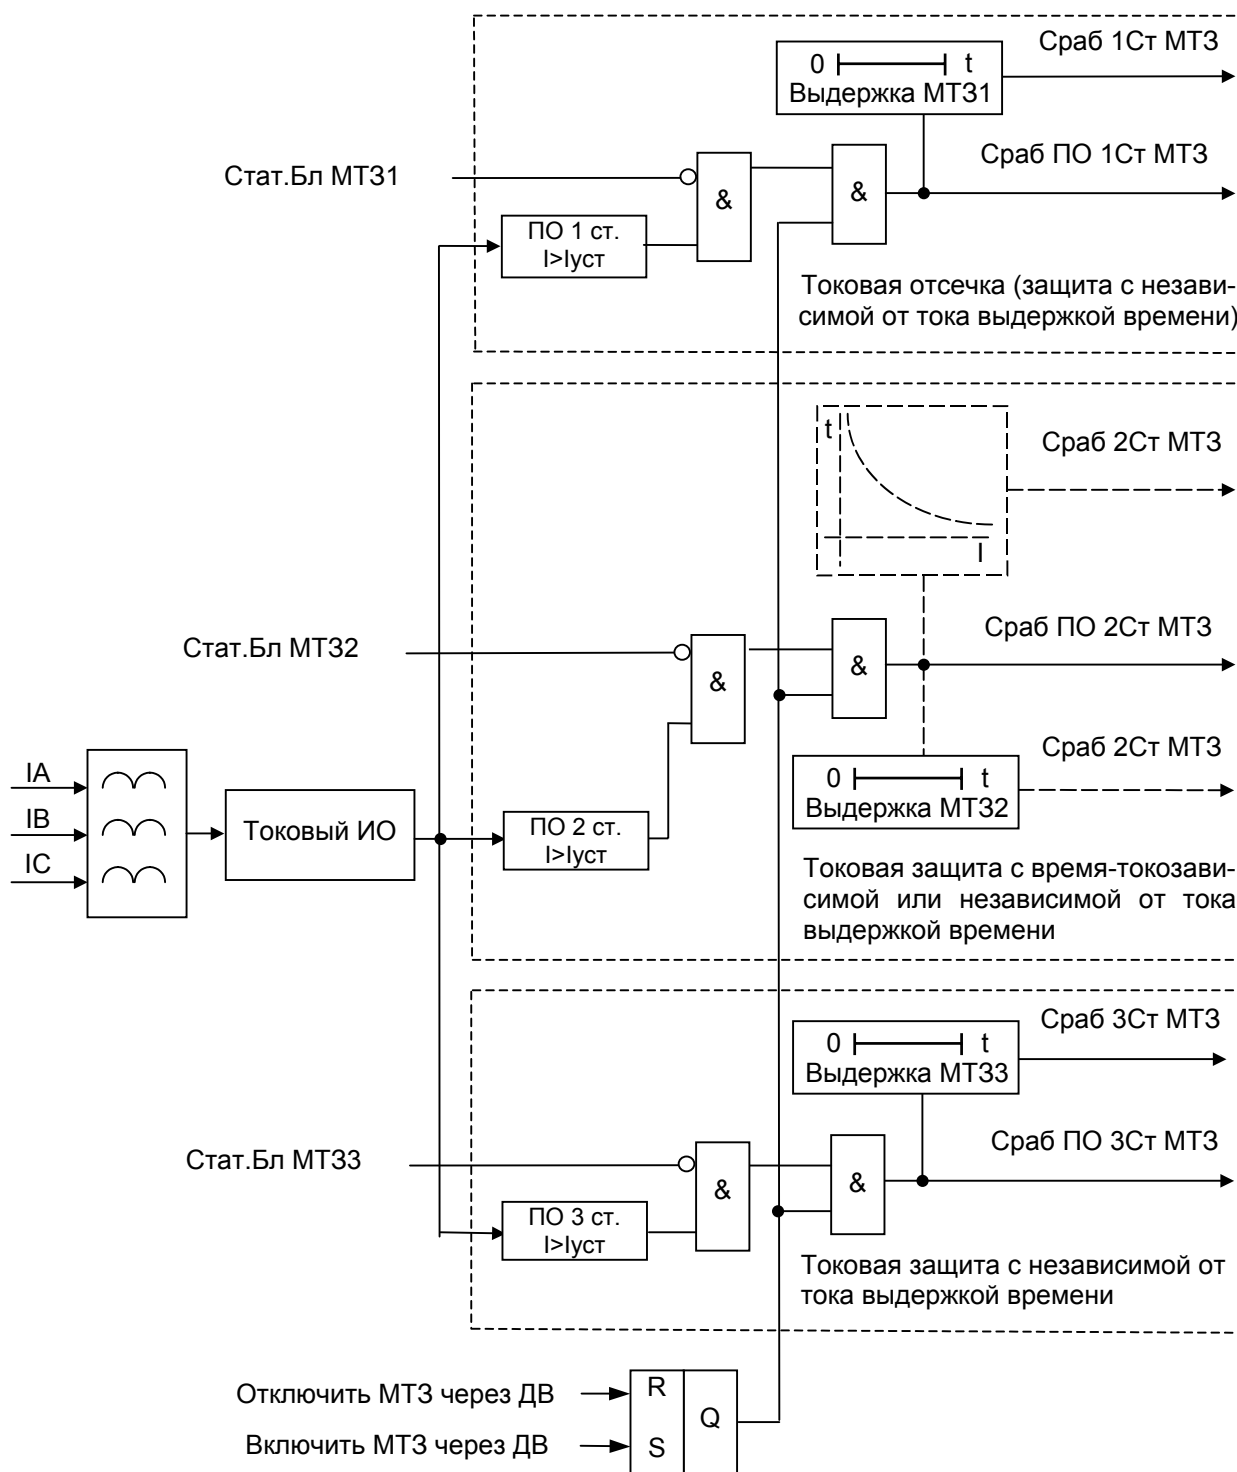 Сраб 1Ст МТЗ
0 t
Выдержка МТЗ1
Сраб ПО 1Ст МТЗ
Стат.Бл МТЗ1
&
&
ПО 1 ст.
I>Iуст
Токовая отсечка (защита с незави-
симой от тока выдержкой времени)
t
I
Сраб 2Ст МТЗ
Сраб ПО 2Ст МТЗ
Стат.Бл МТЗ2
&
&
Сраб 2Ст МТЗ
0 t
Выдержка МТЗ2
IA
IB
IC
Токовый ИО
ПО 2 ст.
I>Iуст
Токовая защита с время-токозави-
симой или независимой от тока
выдержкой времени
Сраб 3Ст МТЗ
0 t
Выдержка МТЗ3
Сраб ПО 3Ст МТЗ
Стат.Бл МТЗ3
&
&
ПО 3 ст.
I>Iуст
Токовая защита с независимой от
тока выдержкой времени
Отключить МТЗ через ДВ
R
Q
Включить МТЗ через ДВ
S